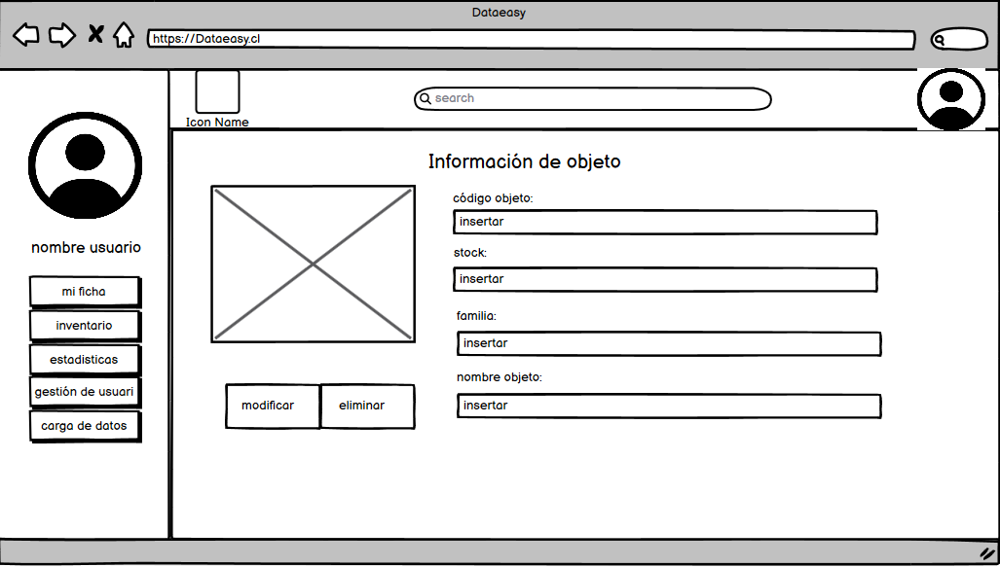 Dataeasy
https://Dataeasy.cl
search
Icon Name
nombre usuario
mi ficha
inventario
estadisticas
gestión de usuari
carga de datos
Información de objeto
código objeto:
insertar
stock:
insertar
familia:
insertar
nombre objeto:
insertar
modificar
eliminar